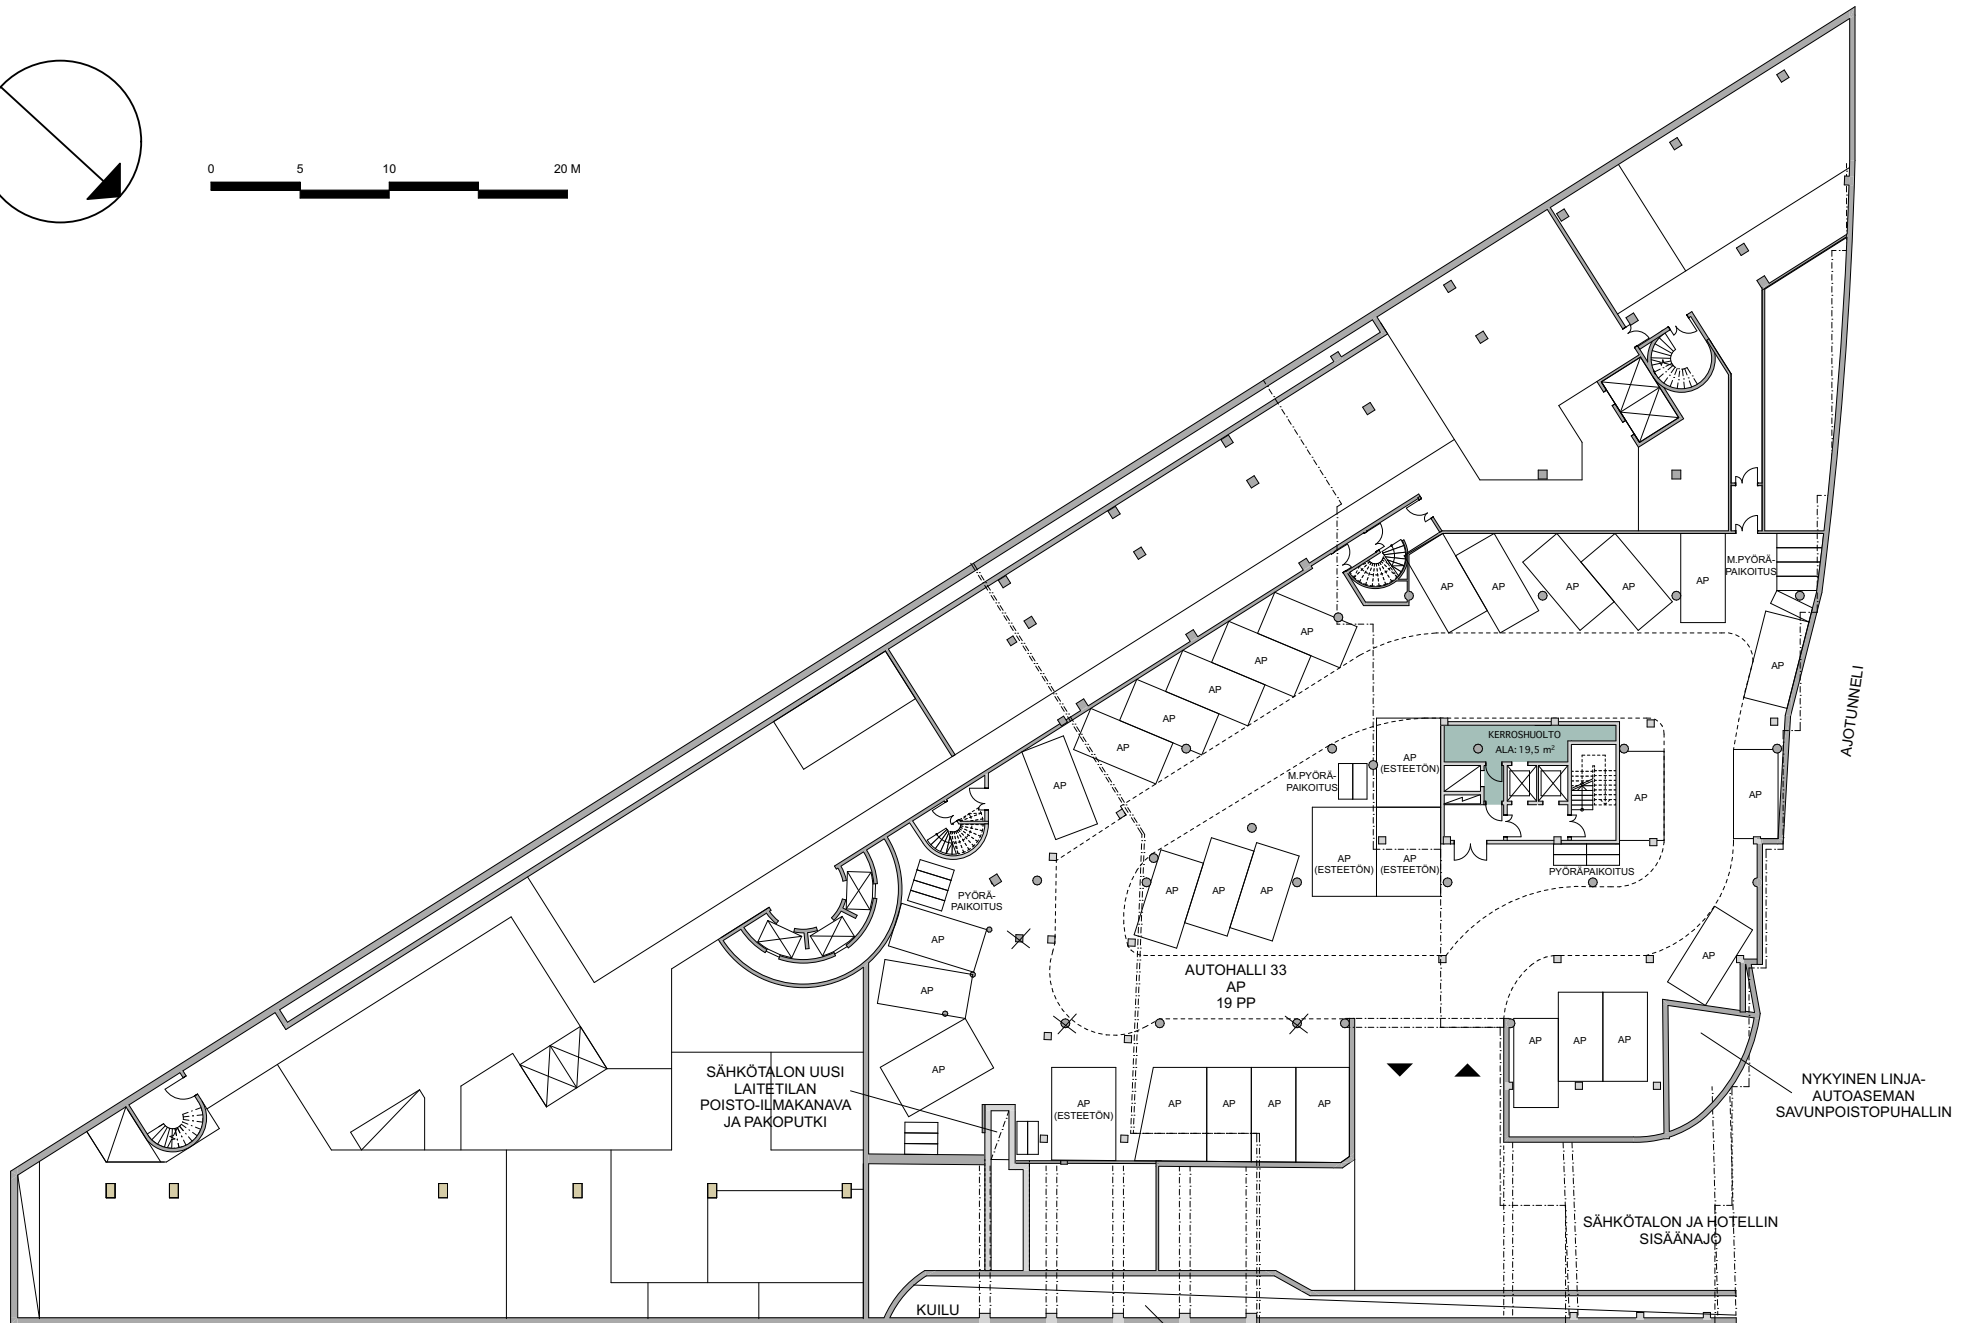 0 5 10 20 M
AP
AP
AP
AP
AP
M.PYÖRÄ-
PAIKOITUS
AP
AP
AP
AP
AP
AP
AP
AJOTUNNELI
KERROSHUOLTO
ALA: 19,5 m²
AP
(ESTEETÖN)
M.PYÖRÄ-
PAIKOITUS
AP
AP
AP
(ESTEETÖN)
AP
(ESTEETÖN)
PYÖRÄPAIKOITUS
AP
AP
AP
PYÖRÄ-
PAIKOITUS
AP
AP
AP
AP
AUTOHALLI 33
AP
19 PP
AP
AP
AP
SÄHKÖTALON UUSI
LAITETILAN
POISTO-ILMAKANAVA
JA PAKOPUTKI
AP
(ESTEETÖN)
AP
AP
AP
AP
NYKYINEN LINJA-
AUTOASEMAN
SAVUNPOISTOPUHALLIN
SÄHKÖTALON JA HOTELLIN
SISÄÄNAJO
KUILU